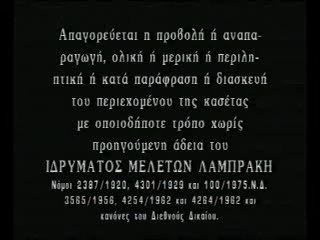 Απαγορεύεται η προβολή ή αναπα-
ραγωγή, ολική ή μερική ή περιλη-
πτική ή κατά παράφραση ή διασκευή
του περιεχομένου της κασέτας
με οποιοδήποτε τρόπο χωρίς
προηγούμενη άδεια του
ΙΔΡΥΜΑΤΟΣ ΜΕΛΕΤΩΝ ΛΑΜΠΡΑΚΗ
Νόμοι 2387/1920, 4301/1929 και 100/1975.Ν.Δ.
3565/1956, 4254/1962 και 4264/1962 και
κανόνες του Διεθνούς Δικαίου.